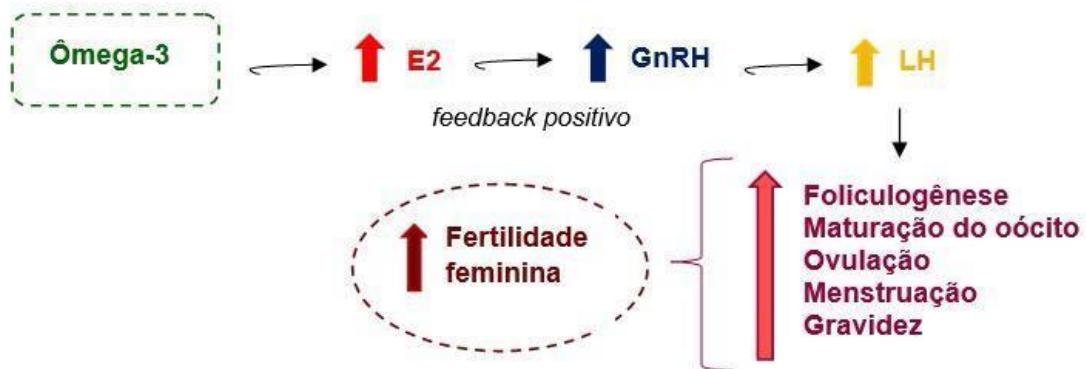 Ômega-3
E2
GnRH
LH
feedback positivo
Foliculogênese
Maturação do oócito
Ovulação
Menstruação
Gravidez
Fertilidade
feminina